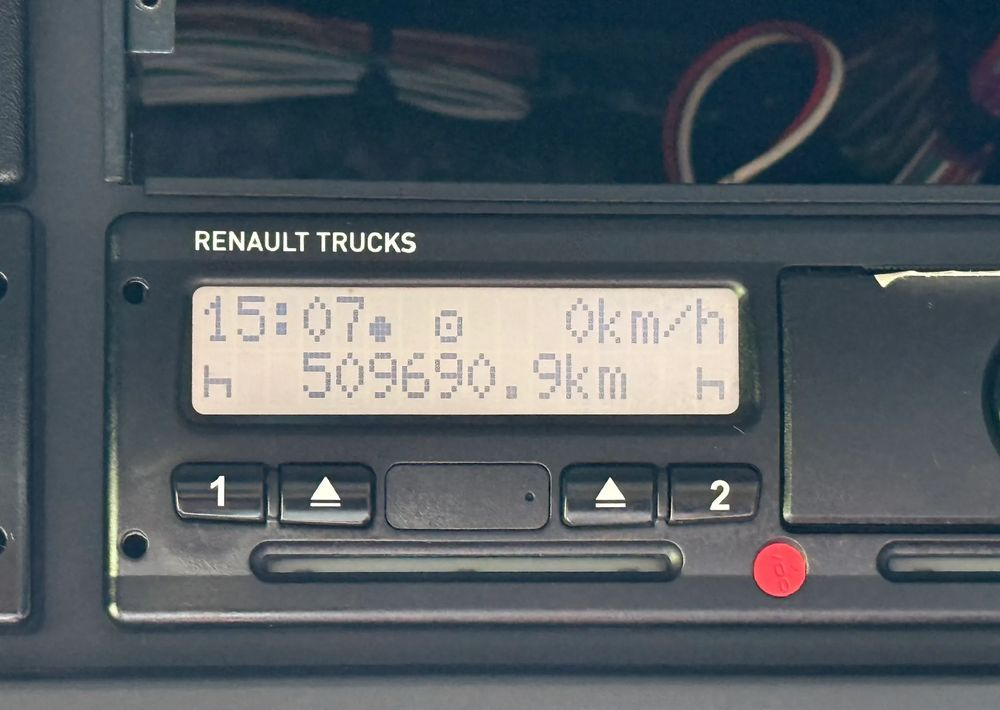 RENAULT TRUCKS
15:07 0km/h
509690.9km
1 2